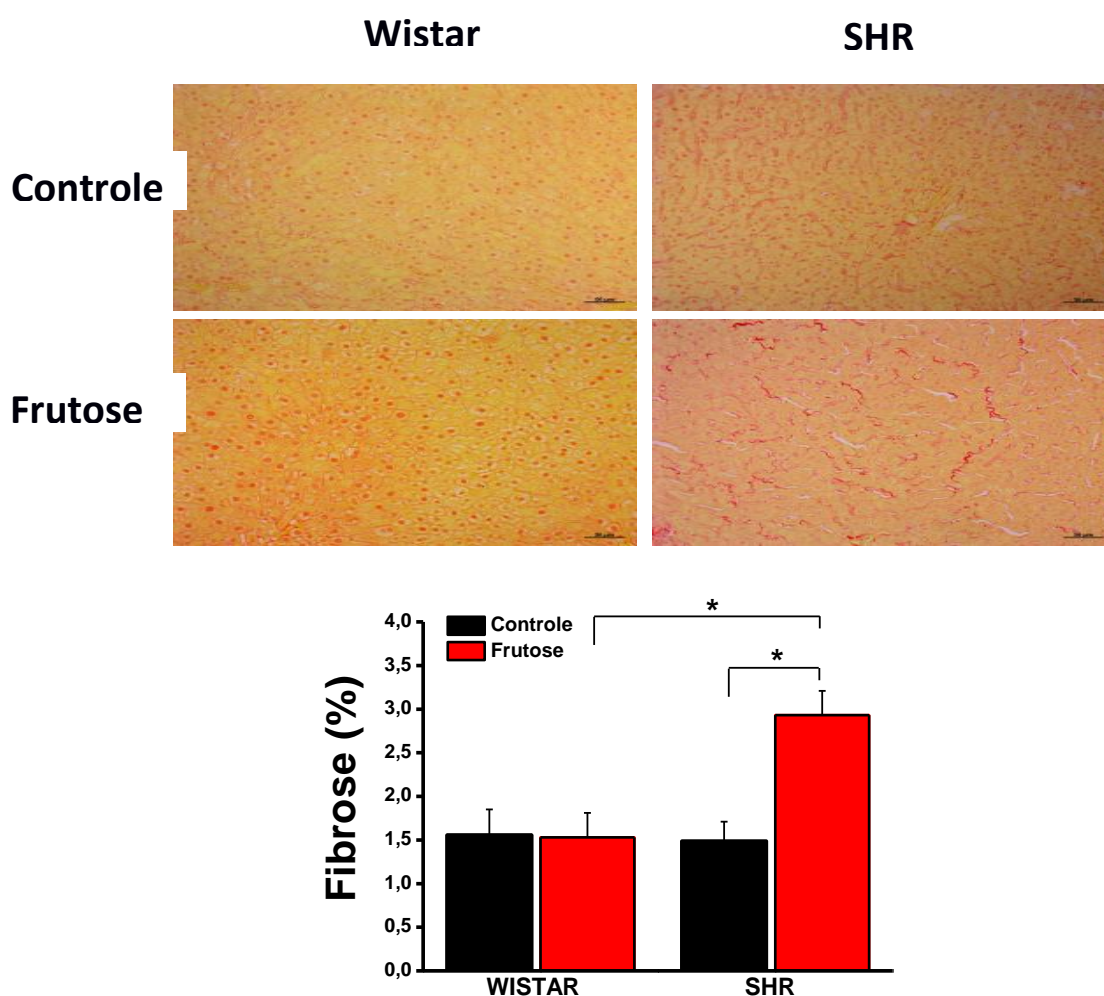 Wistar SHR
Controle
Frutose
*
*
Controle
Frutose
4,0
3,5
3,0
2,5
2,0
1,5
1,0
0,5
0,0
Fibrose (%)
WISTAR SHR